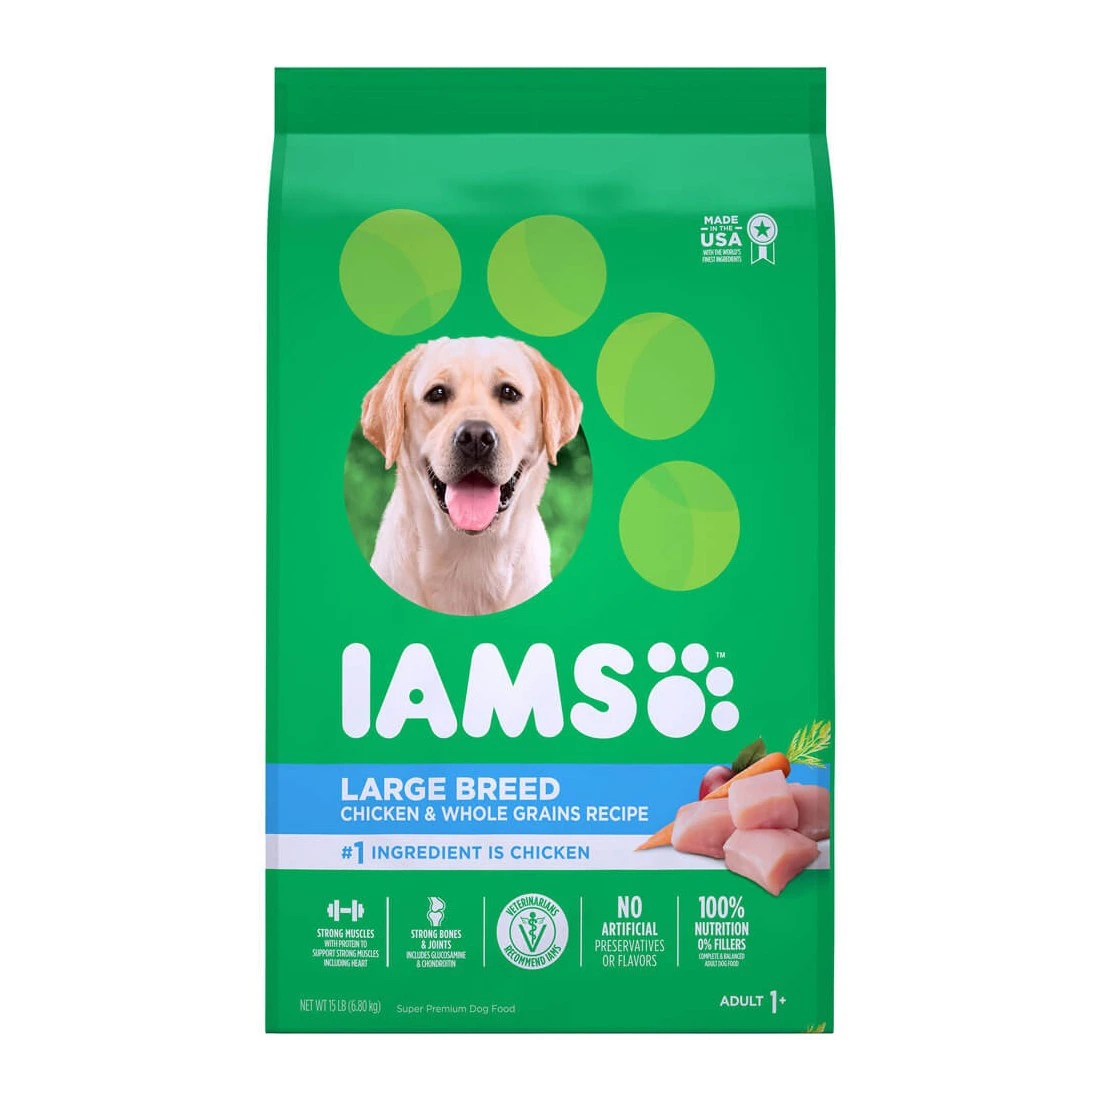 MADE
IN THE
USA
WITH THE WORLD'S
FINEST INGREDIENTS
IAMS
TM
LARGE BREED
CHICKEN & WHOLE GRAINS RECIPE
#1 INGREDIENT IS CHICKEN
STRONG MUSCLES
WITH PROTEIN TO
SUPPORT STRONG MUSCLES
INCLUDING HEART
STRONG BONES
& JOINTS
INCLUDES GLUCOSAMINE
& CHONDROITIN
VETERINARIANS
V
RECOMMEND IAMS
NO
ARTIFICIAL
PRESERVATIVES
OR FLAVORS
100%
NUTRITION
0% FILLERS
COMPLETE & BALANCED
ADULT DOG FOOD
NET WT 15 LB (6.80kg)
Super Premium Dog Food
ADULT 1+